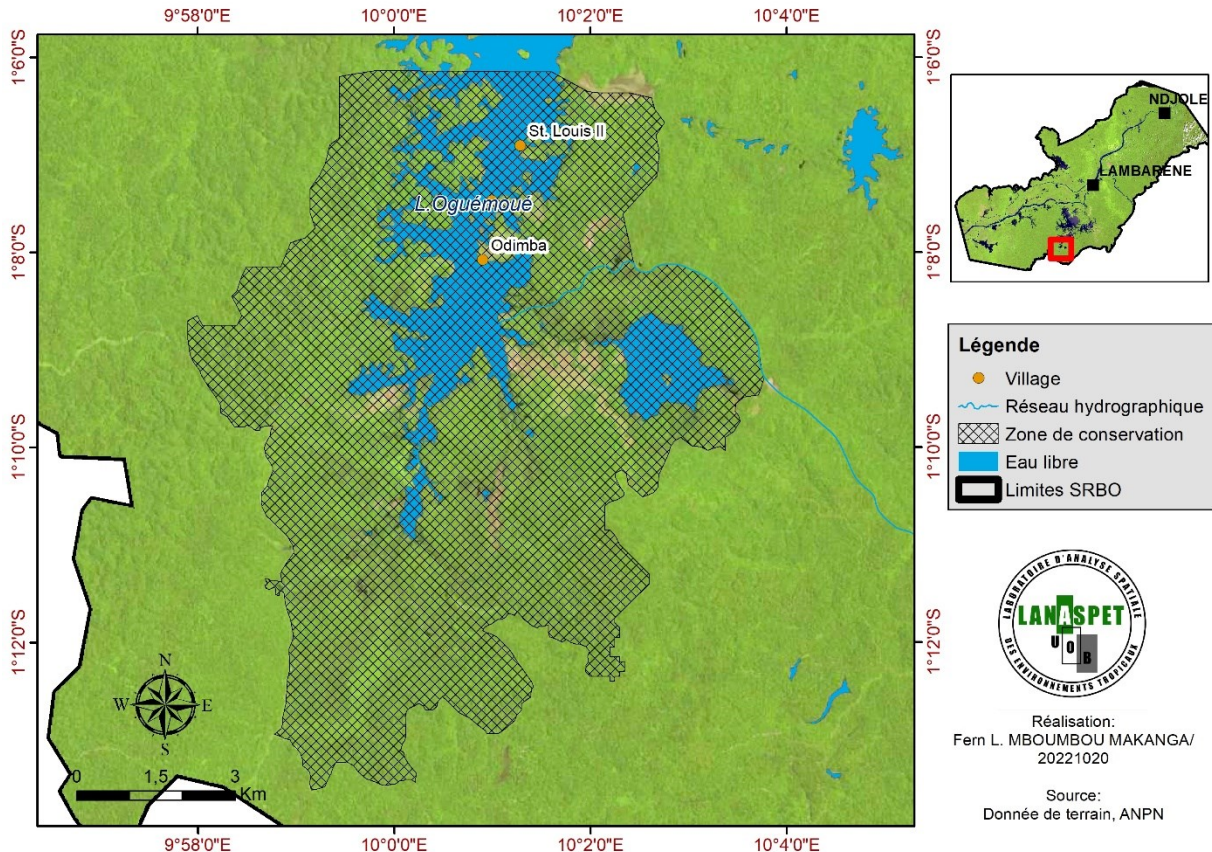 9°58'0"E 10°0'0"E 10°2'0"E 10°4'0"E
1°6'0"S
1°6'0"S
St. Louis II
L.Oguémoué
Odimba
1°8'0"S
1°8'0"S
1°10'0"S
1°10'0"S
1°12'0"S
1°12'0"S
N
W E
S
0 1,5 3
Km
9°58'0"E 10°0'0"E 10°2'0"E 10°4'0"E
NDJOLE
LAMBARENE
Légende
Village
Réseau hydrographique
Zone de conservation
Eau libre
Limites SRBO
LABORATOIRE D'ANALYSE SPATIALE
LANASPET
U O B
DES ENVIRONNEMENTS TROPICAUX
Réalisation:
Fern L. MBOUMBOU MAKANGA/
20221020
Source:
Donnée de terrain, ANPN